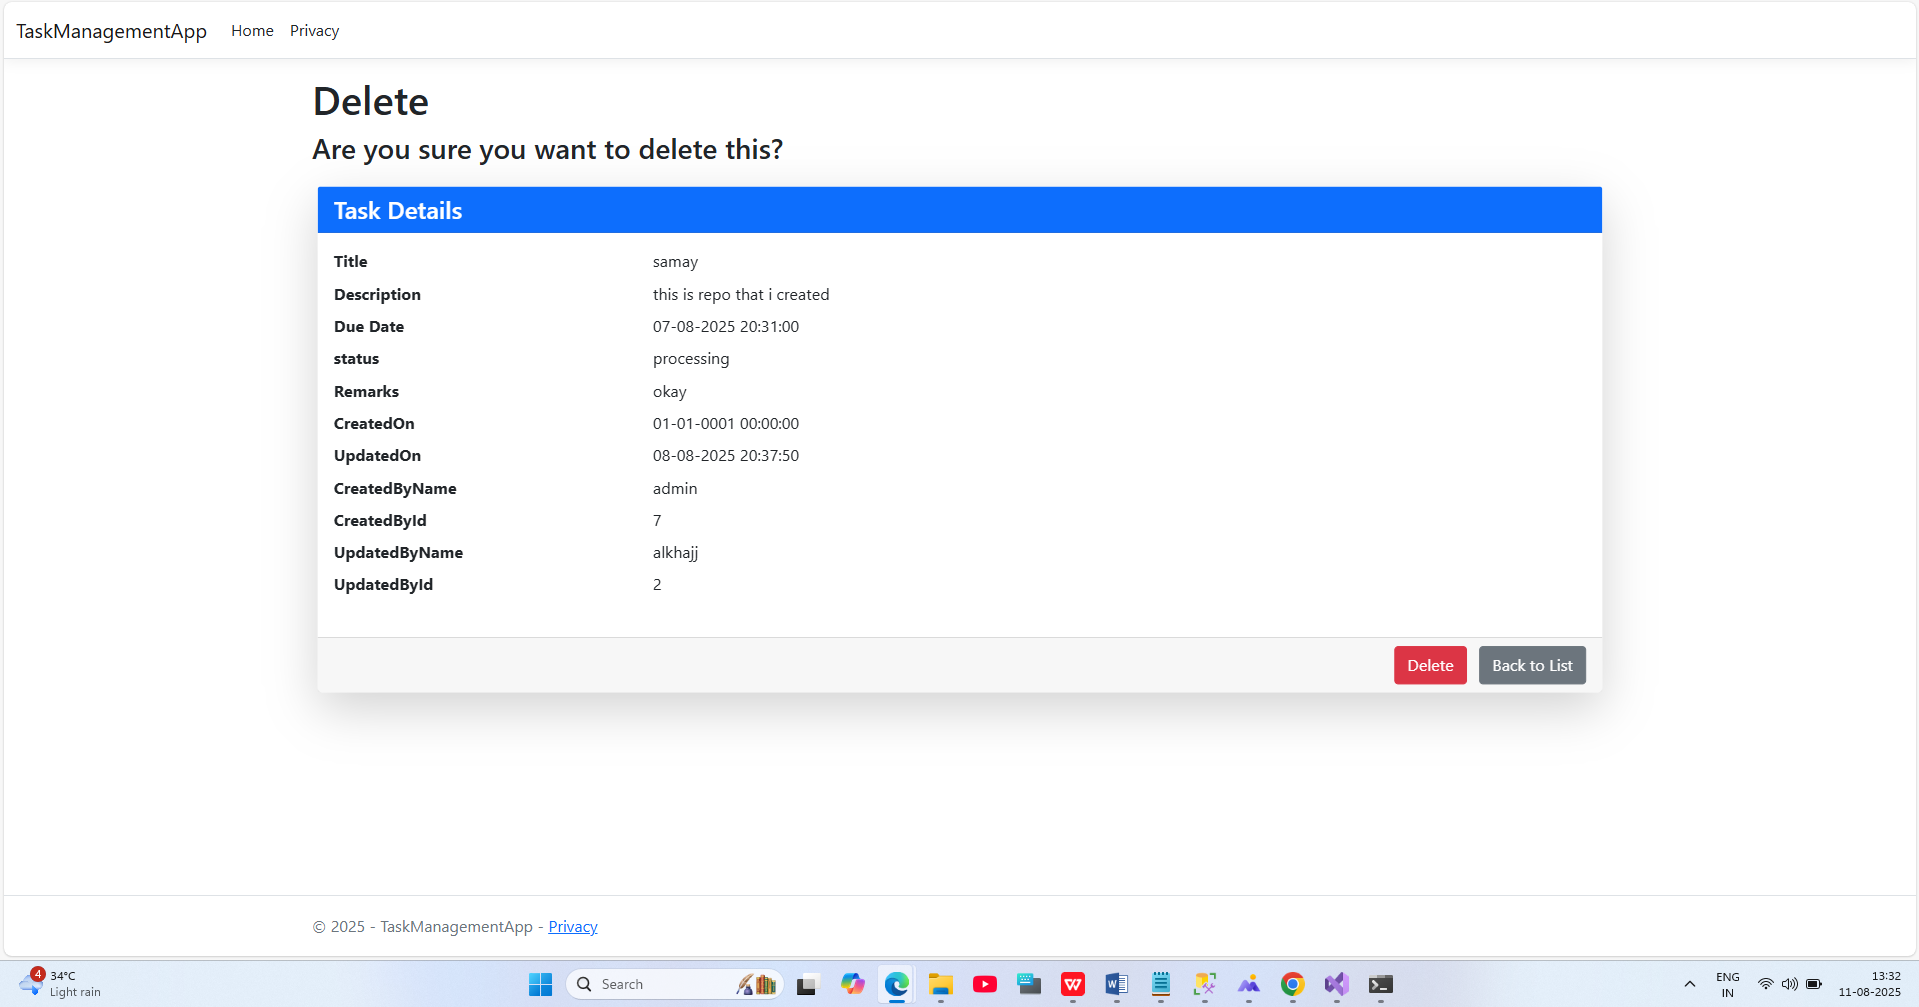 TaskManagementApp Home Privacy
Delete
Are you sure you want to delete this?
Task Details
Title samay
Description this is repo that i created
Due Date 07-08-2025 20:31:00
status processing
Remarks okay
CreatedOn 01-01-0001 00:00:00
UpdatedOn 08-08-2025 20:37:50
CreatedByName admin
CreatedById 7
UpdatedByName alkhajj
UpdatedById 2
Delete Back to List
© 2025 - TaskManagementApp - Privacy
4 34°C
Light rain
Search
W
W
ENG
IN
13:32
11-08-2025